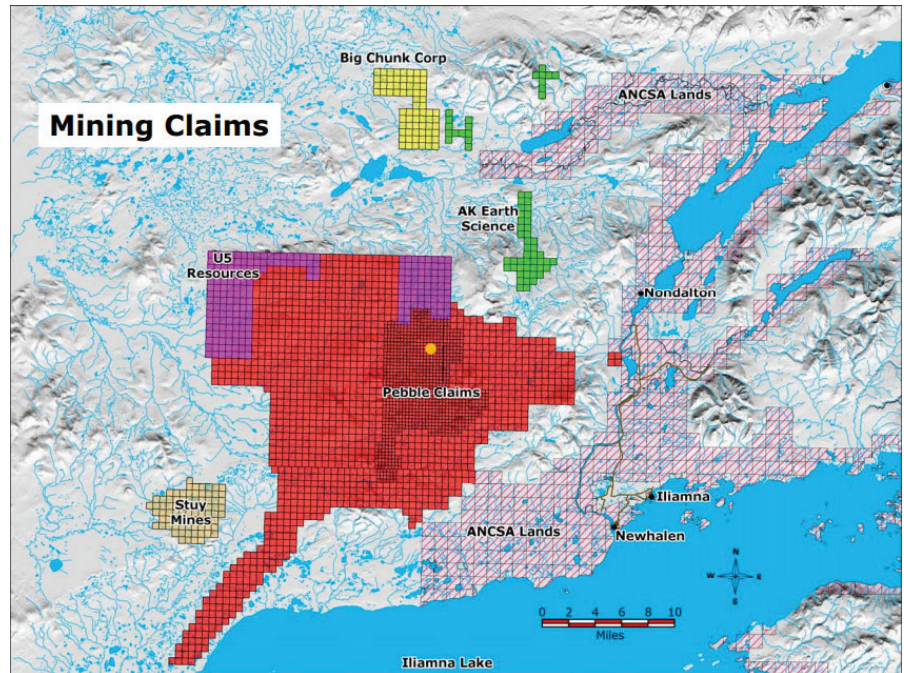 Big Chunk Corp
ANCSA Lands
Mining Claims
AK Earth
Science
U5
Resources
Nondalton
Pebble Claims
Stuy
Mines
Iliamna
ANCSA Lands
Newhalen
N
W E
S
0 2 4 6 8 10
Miles
Iliamna Lake